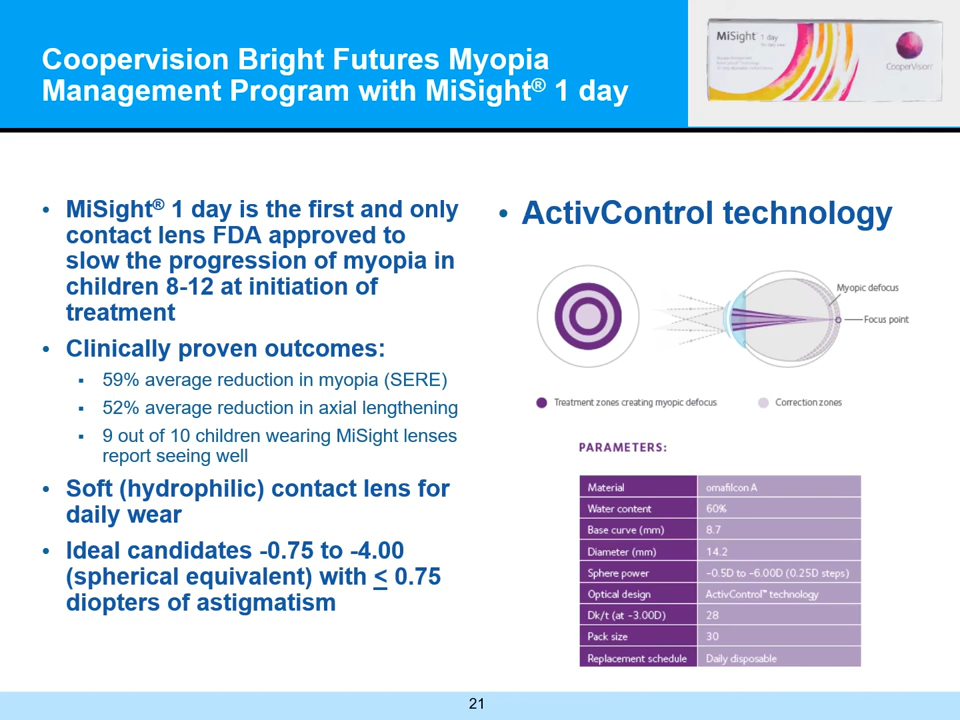 Coopervision Bright Futures Myopia
Management Program with MiSight® 1 day
MiSight® 1 day
CooperVision®
• MiSight® 1 day is the first and only
contact lens FDA approved to
slow the progression of myopia in
children 8-12 at initiation of
treatment
• Clinically proven outcomes:
▪ 59% average reduction in myopia (SERE)
▪ 52% average reduction in axial lengthening
▪ 9 out of 10 children wearing MiSight lenses
report seeing well
• Soft (hydrophilic) contact lens for
daily wear
• Ideal candidates -0.75 to -4.00
(spherical equivalent) with < 0.75
diopters of astigmatism
• ActivControl technology
Myopic defocus
Focus point
Treatment zones creating myopic defocus
Correction zones
PARAMETERS:
Material omafilcon A
Water content 60%
Base curve (mm) 8.7
Diameter (mm) 14.2
Sphere power –0.5D to –6.00D (0.25D steps)
Optical design ActivControl™ technology
Dk/t (at –3.00D) 28
Pack size 30
Replacement schedule Daily disposable
21